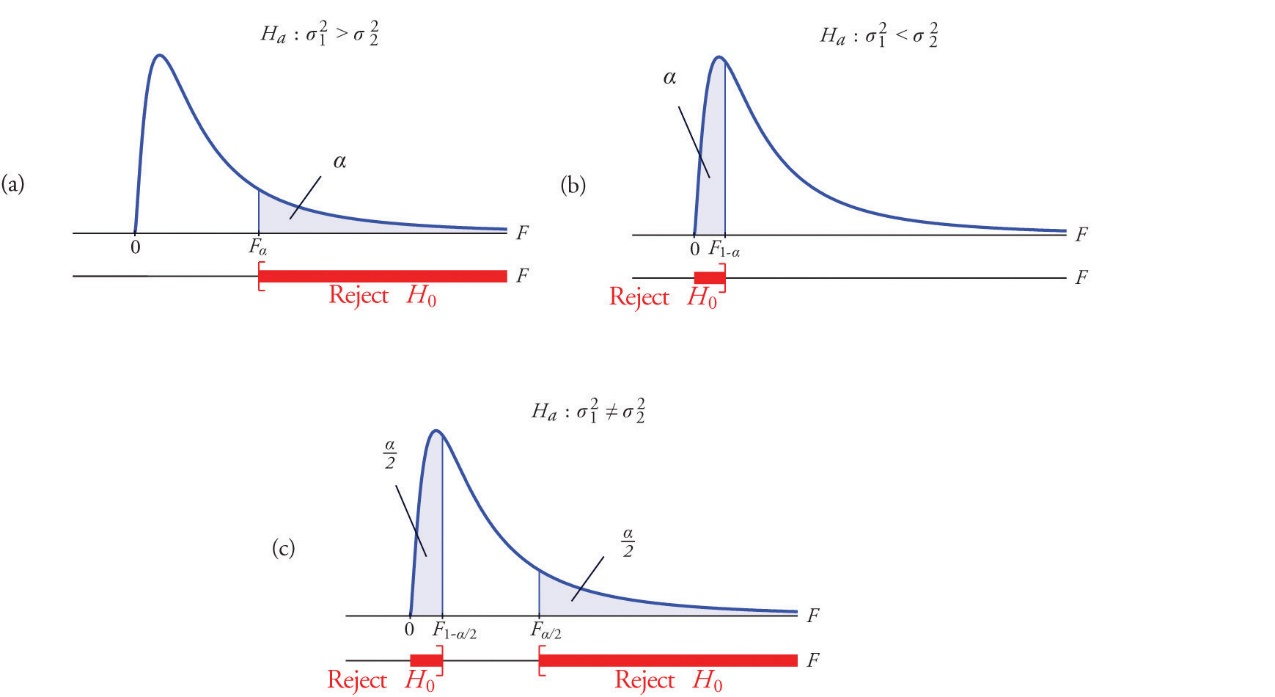 Hₐ : σ₁² > σ₂²
α
(a)
F
0 Fα
F
Reject H₀
Hₐ : σ₁² < σ₂²
α
(b)
F
0 F₁₋α
F
Reject H₀
Hₐ : σ₁² ≠ σ₂²
α/2
α/2
(c)
F
0 F₁₋α/₂ Fα/₂
F
Reject H₀ Reject H₀